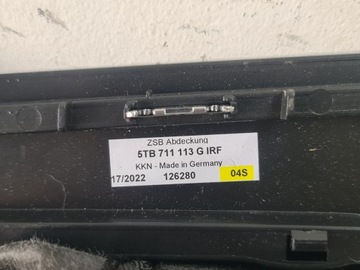 ZSB Abdeckung
5TB 711 113 G IRF
KKN - Made in Germany
17/2022 126280 04S